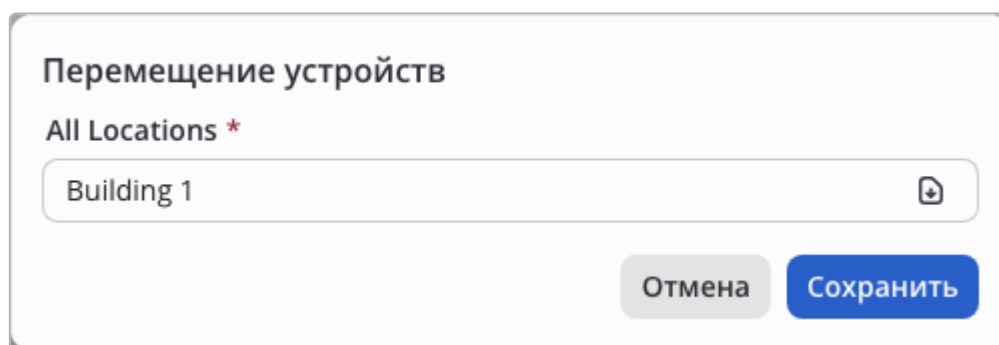 Перемещение устройств
All Locations *
Building 1
Отмена Сохранить